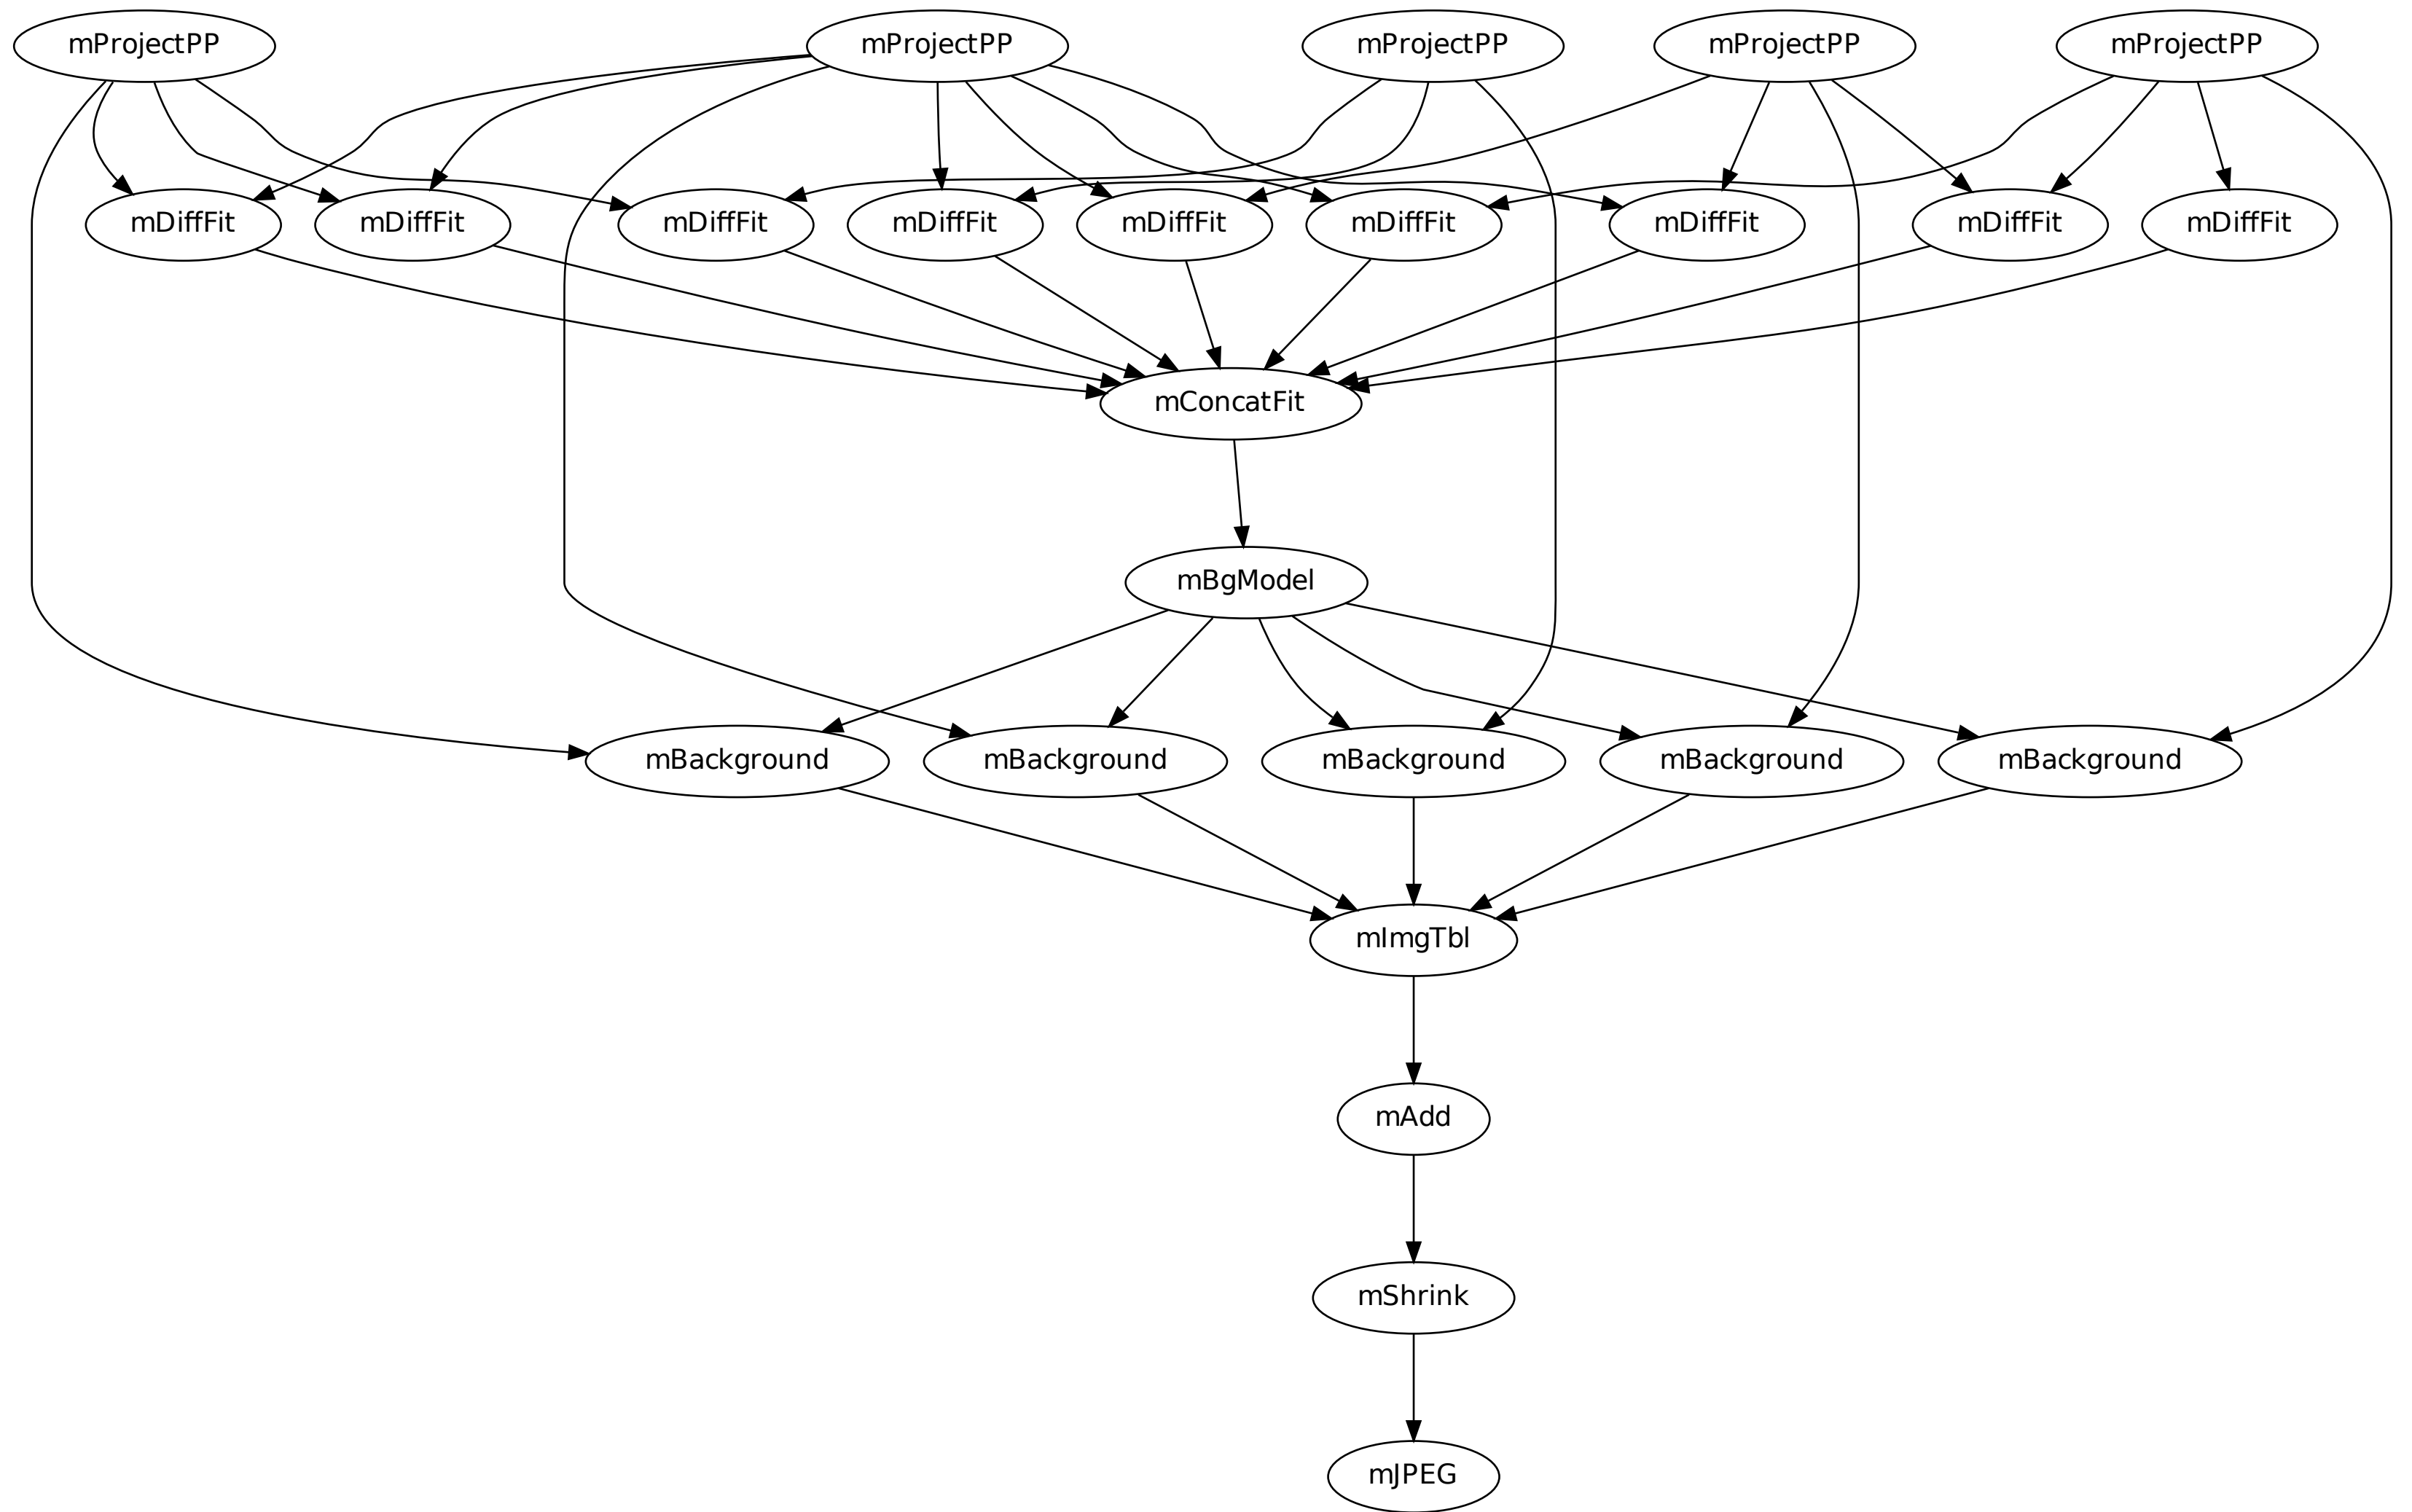 mProjectPP mProjectPP mProjectPP mProjectPP mProjectPP
mDiffFit mDiffFit mDiffFit mDiffFit mDiffFit mDiffFit mDiffFit mDiffFit mDiffFit
mConcatFit
mBgModel
mBackground mBackground mBackground mBackground mBackground
mImgTbl
mAdd
mShrink
mJPEG